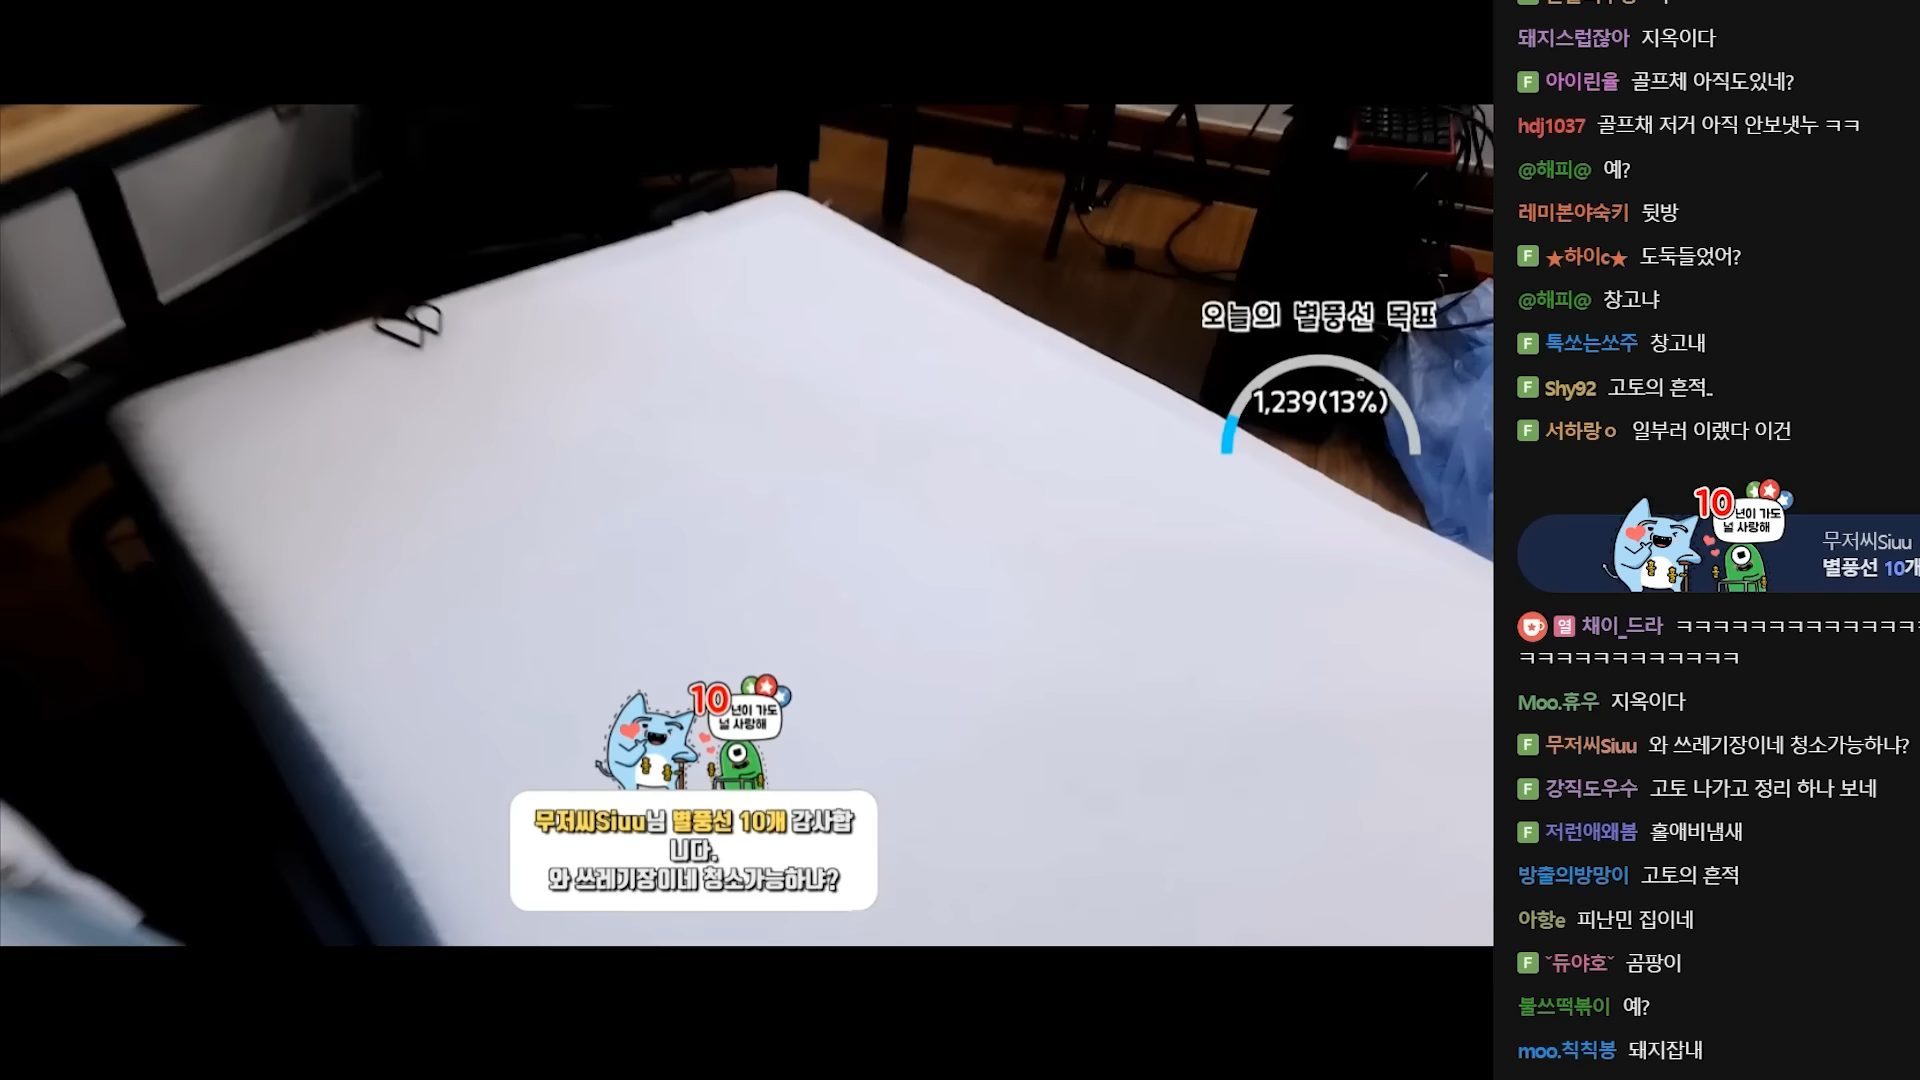 오늘의 별풍선 목표
1,239(13%)
10
년이 가도
널 사랑해
무저씨Siuu님 별풍선 10개 감사합
니다.
와 쓰레기장이네 청소가능하냐?
돼지스럽잖아 지옥이다
F 아이린율 골프체 아직도있네?
hdj1037 골프채 저거 아직 안보냇누 ㅋㅋ
@해피@ 예?
레미본야숙키 뒷방
F ★하이c★ 도둑들었어?
@해피@ 창고냐
F 톡쏘는쏘주 창고내
F Shy92 고토의 흔적..
F 서하랑ㅇ 일부러 이랬다 이건
10
년이 가도
널 사랑해
무저씨Siuu
별풍선 10개
열 채이_드라 ㅋㅋㅋㅋㅋㅋㅋㅋㅋㅋㅋㅋㅋㅋ
ㅋㅋㅋㅋㅋㅋㅋㅋㅋㅋㅋㅋ
Moo.휴우 지옥이다
F 무저씨Siuu 와 쓰레기장이네 청소가능하냐?
F 강직도우수 고토 나가고 정리 하나 보네
F 저런애왜봄 홀애비냄새
방출의방망이 고토의 흔적
아항e 피난민 집이네
F ˇ듀야호ˇ 곰팡이
불쓰떡볶이 예?
moo.칙칙봉 돼지잡내